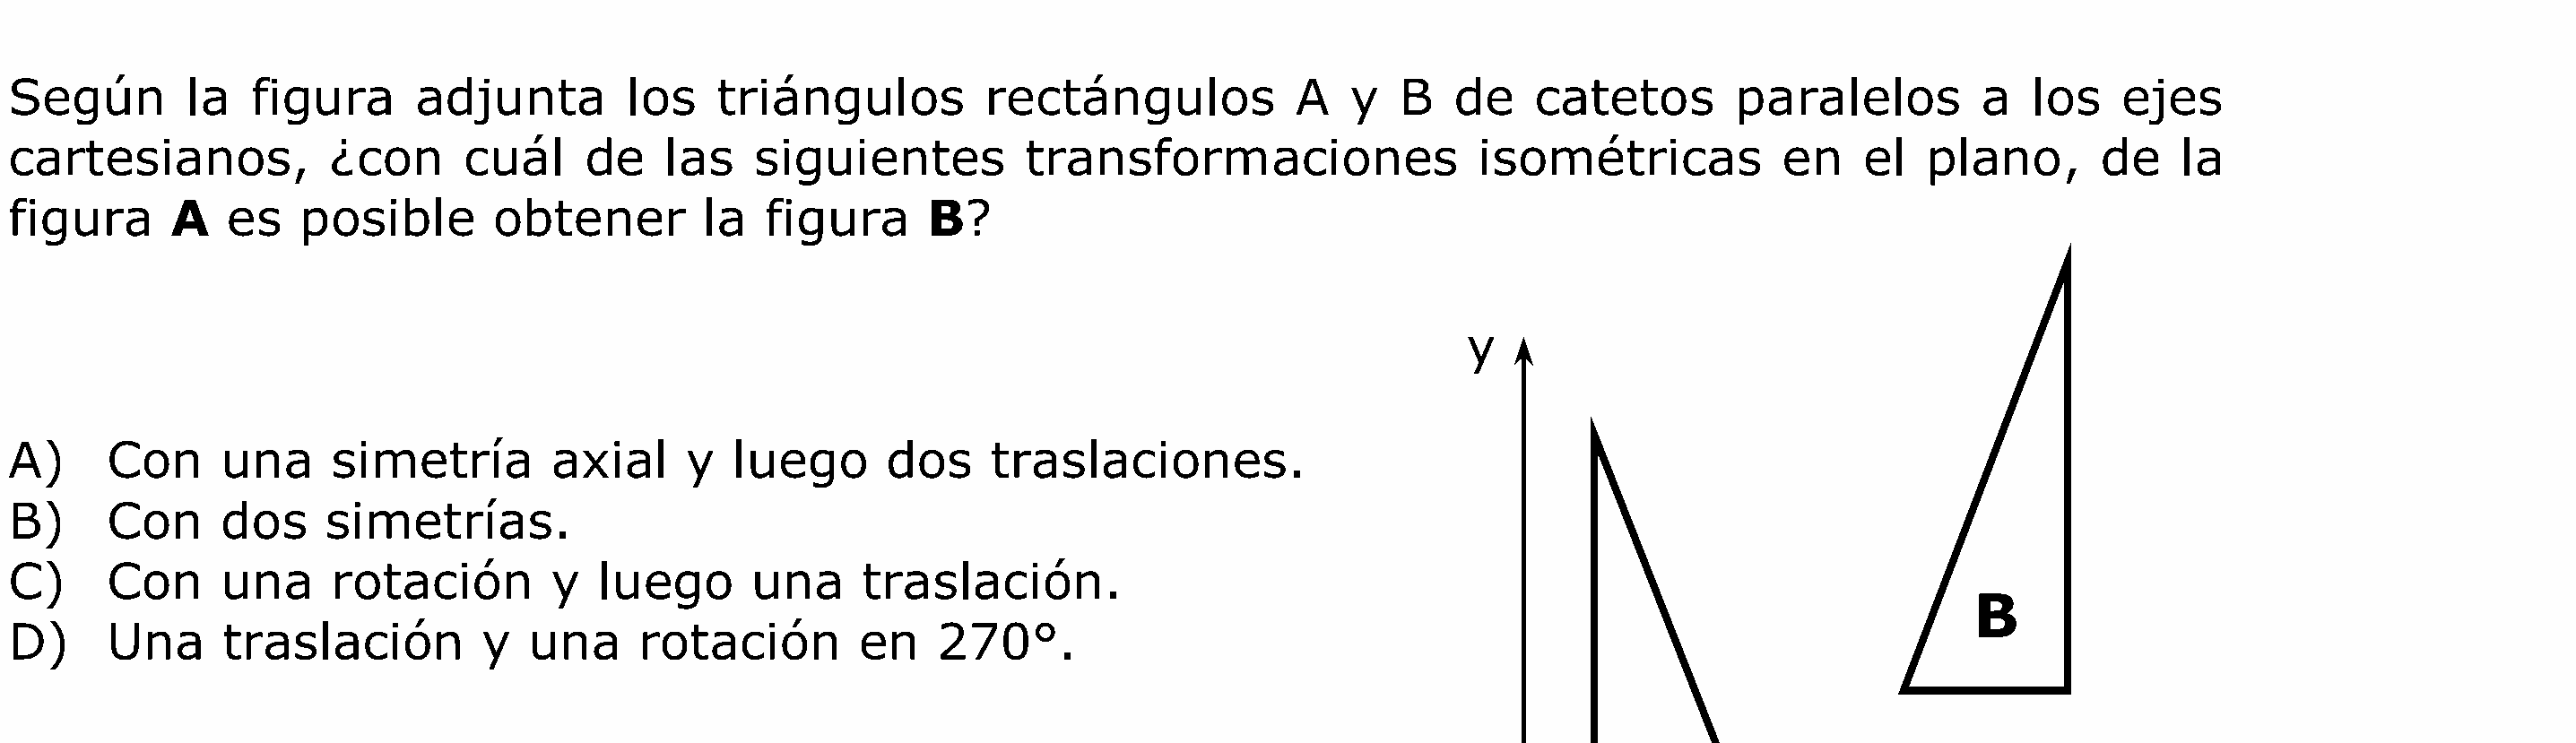 Según la figura adjunta los triángulos rectángulos A y B de catetos paralelos a los ejes
cartesianos, ¿con cuál de las siguientes transformaciones isométricas en el plano, de la
figura A es posible obtener la figura B?
y
A) Con una simetría axial y luego dos traslaciones.
B) Con dos simetrías.
C) Con una rotación y luego una traslación.
D) Una traslación y una rotación en 270°.
B